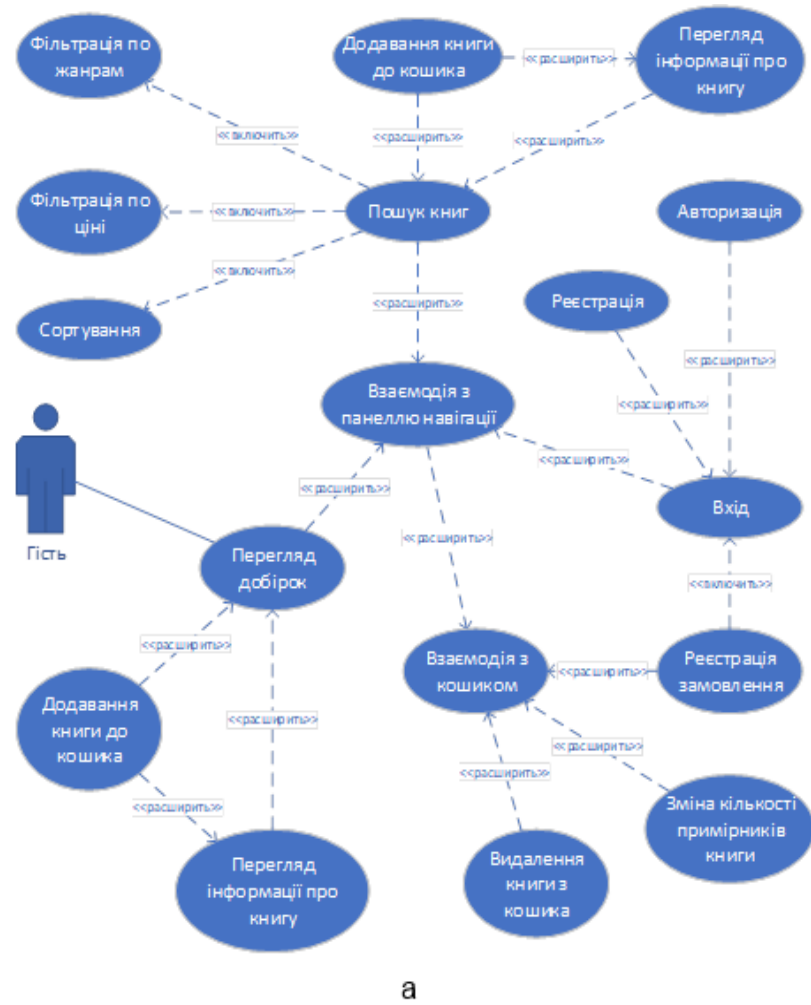 Фільтрація по
жанрам
Додавання книги
до кошика
<<расширить>>
Перегляд
інформації про
книгу
<<включить>>
<<расширить>>
<<расширить>>
Фільтрація по
ціні
<<включить>>
Пошук книг
Авторизація
<<включить>>
Сортування
<<расширить>>
Реєстрація
<<расширить>>
Взаємодія з
панеллю навігації
<<расширить>>
<<расширить>>
<<расширить>>
Гість
Вхід
Перегляд
добірок
<<расширить>>
<<включить>>
<<расширить>>
Взаємодія з
кошиком
<<расширить>>
Реєстрація
замовлення
Додавання
книги до
кошика
<<расширить>>
<<расширить>>
<<расширить>>
<<расширить>>
Зміна кількості
примірників
книги
Перегляд
інформації про
книгу
Видалення
книги з
кошика
а